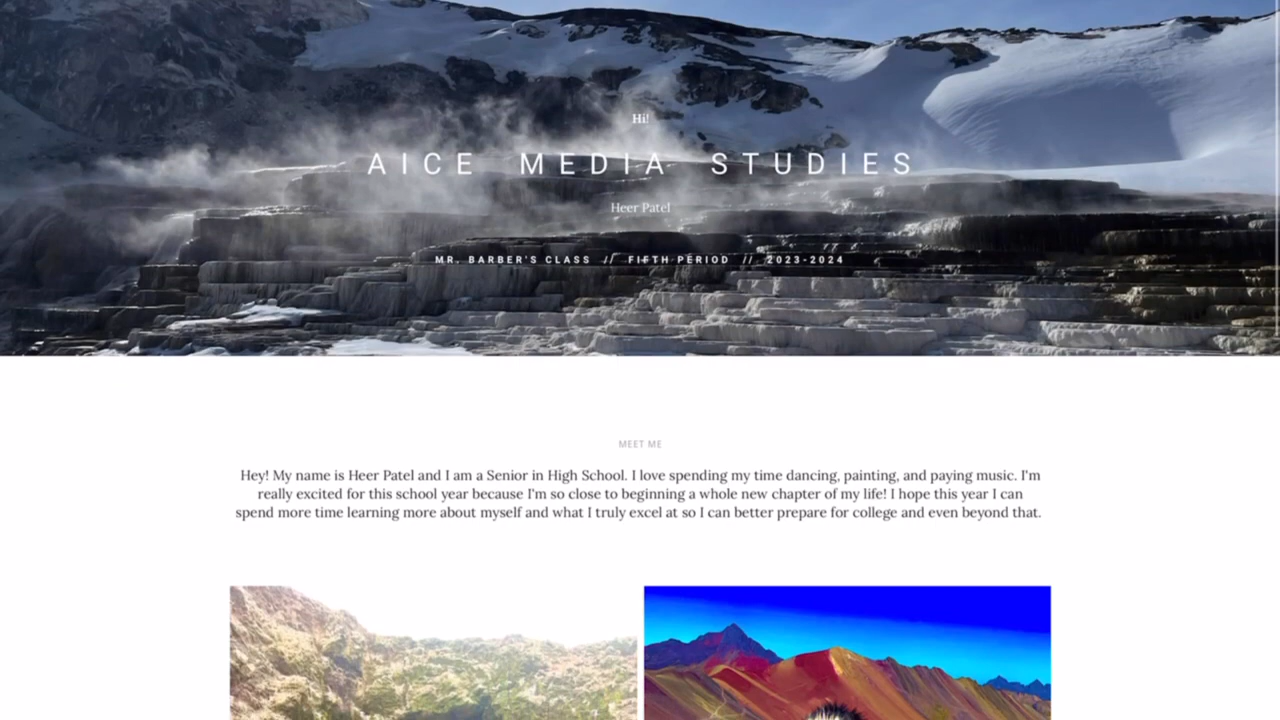 Hi!
AICE MEDIA STUDIES
Heer Patel
MR. BARBER'S CLASS // FIFTH PERIOD // 2023-2024
MEET ME
Hey! My name is Heer Patel and I am a Senior in High School. I love spending my time dancing, painting, and paying music. I'm
really excited for this school year because I'm so close to beginning a whole new chapter of my life! I hope this year I can
spend more time learning more about myself and what I truly excel at so I can better prepare for college and even beyond that.